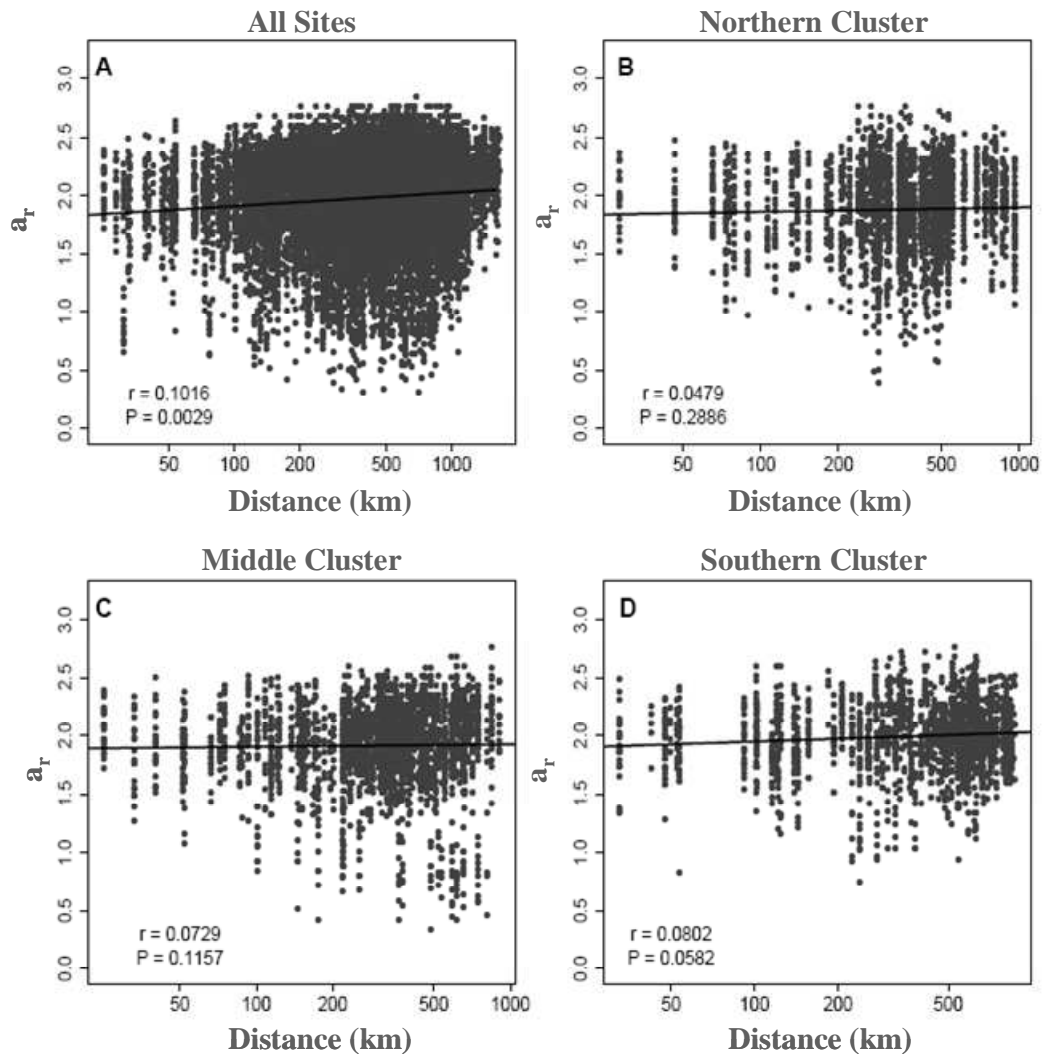 All Sites
A
3.0
2.5
2.0
1.5
1.0
0.5
0.0
a_r
r = 0.1016
P = 0.0029
50 100 200 500 1000
Distance (km)
Northern Cluster
B
3.0
2.5
2.0
1.5
1.0
0.5
0.0
a_r
r = 0.0479
P = 0.2886
50 100 200 500 1000
Distance (km)
Middle Cluster
C
3.0
2.5
2.0
1.5
1.0
0.5
0.0
a_r
r = 0.0729
P = 0.1157
50 100 200 500 1000
Distance (km)
Southern Cluster
D
3.0
2.5
2.0
1.5
1.0
0.5
0.0
a_r
r = 0.0802
P = 0.0582
50 100 200 500
Distance (km)